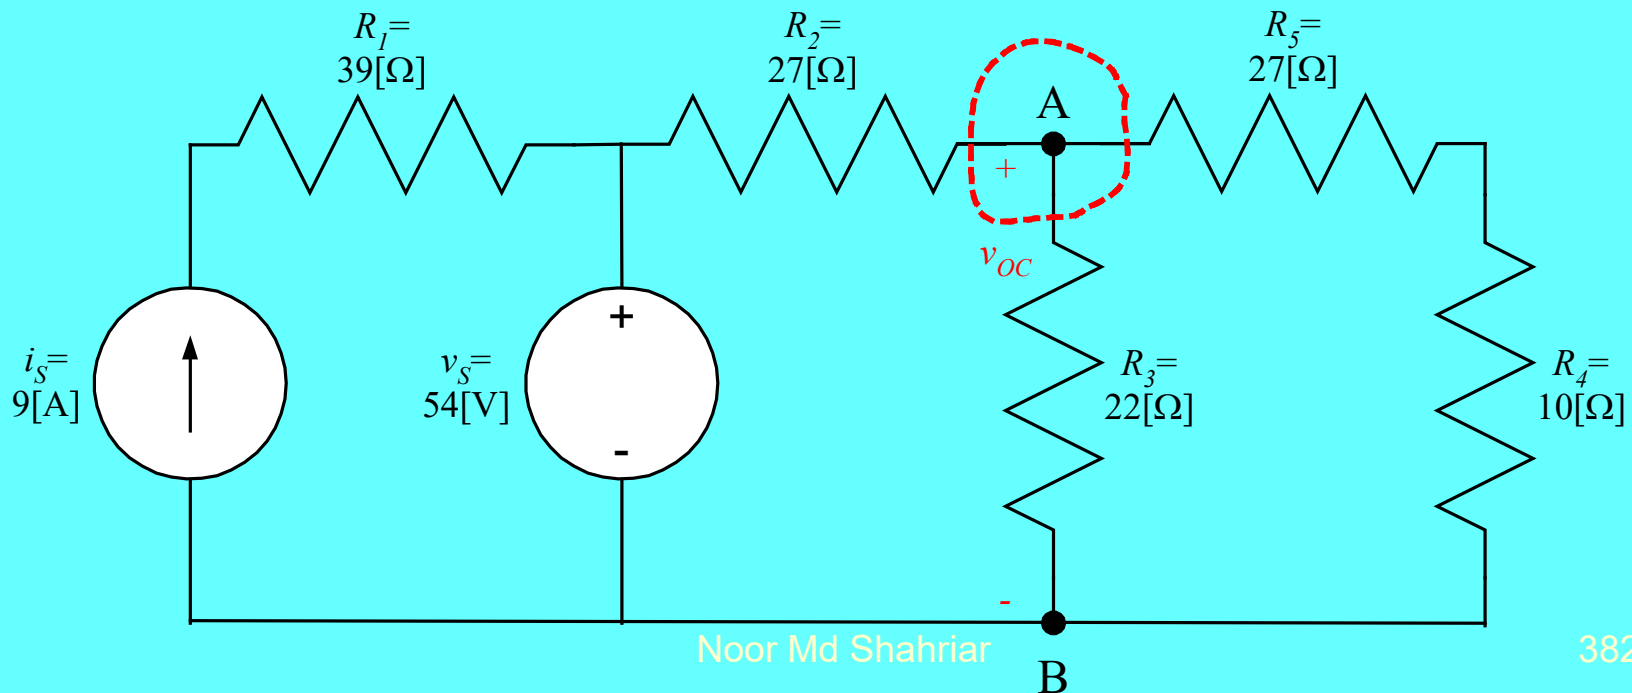 R1=
39[Ω]
R2=
27[Ω]
R5=
27[Ω]
A
+
vOC
+
iS=
9[A]
vS=
54[V]
R3=
22[Ω]
R4=
10[Ω]
-
-
Noor Md Shahriar
382
B